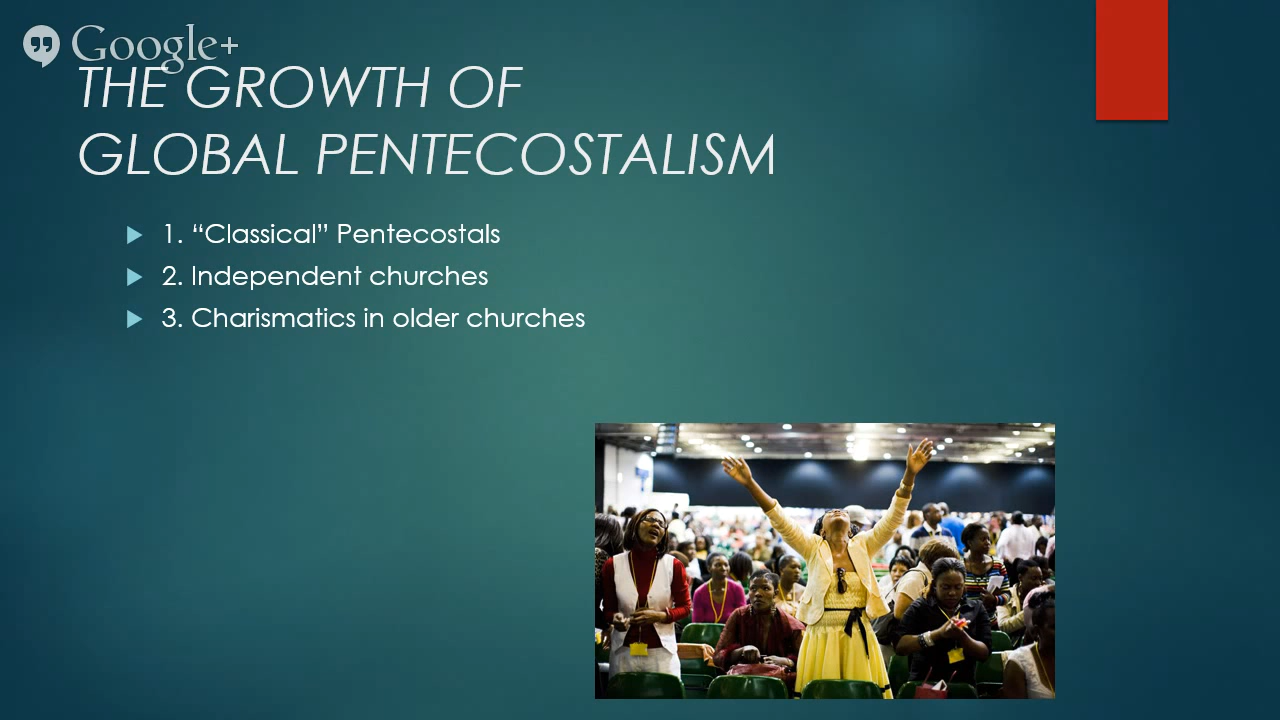 Google+
THE GROWTH OF
GLOBAL PENTECOSTALISM
1. “Classical” Pentecostals
2. Independent churches
3. Charismatics in older churches